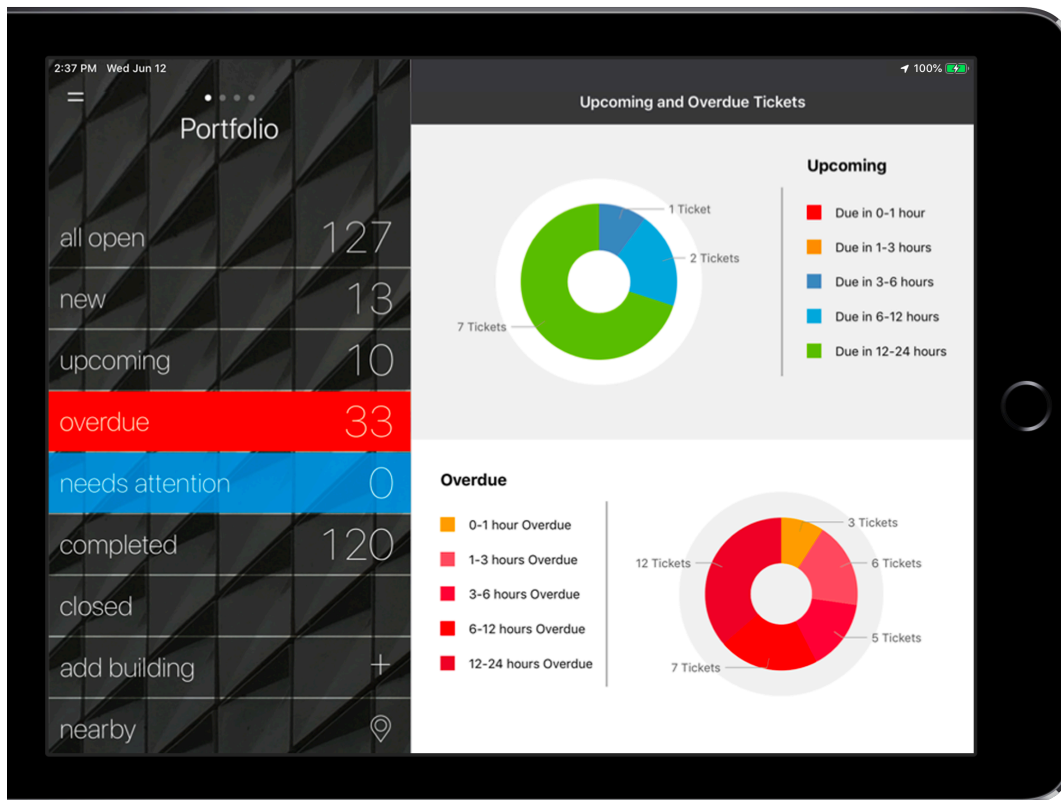 2:37 PM Wed Jun 12
100%
Portfolio
all open 127
new 13
upcoming 10
overdue 33
needs attention 0
completed 120
closed
add building +
nearby
Upcoming and Overdue Tickets
Upcoming
Due in 0-1 hour
Due in 1-3 hours
Due in 3-6 hours
Due in 6-12 hours
Due in 12-24 hours
1 Ticket
2 Tickets
7 Tickets
Overdue
0-1 hour Overdue
1-3 hours Overdue
3-6 hours Overdue
6-12 hours Overdue
12-24 hours Overdue
3 Tickets
12 Tickets
6 Tickets
5 Tickets
7 Tickets